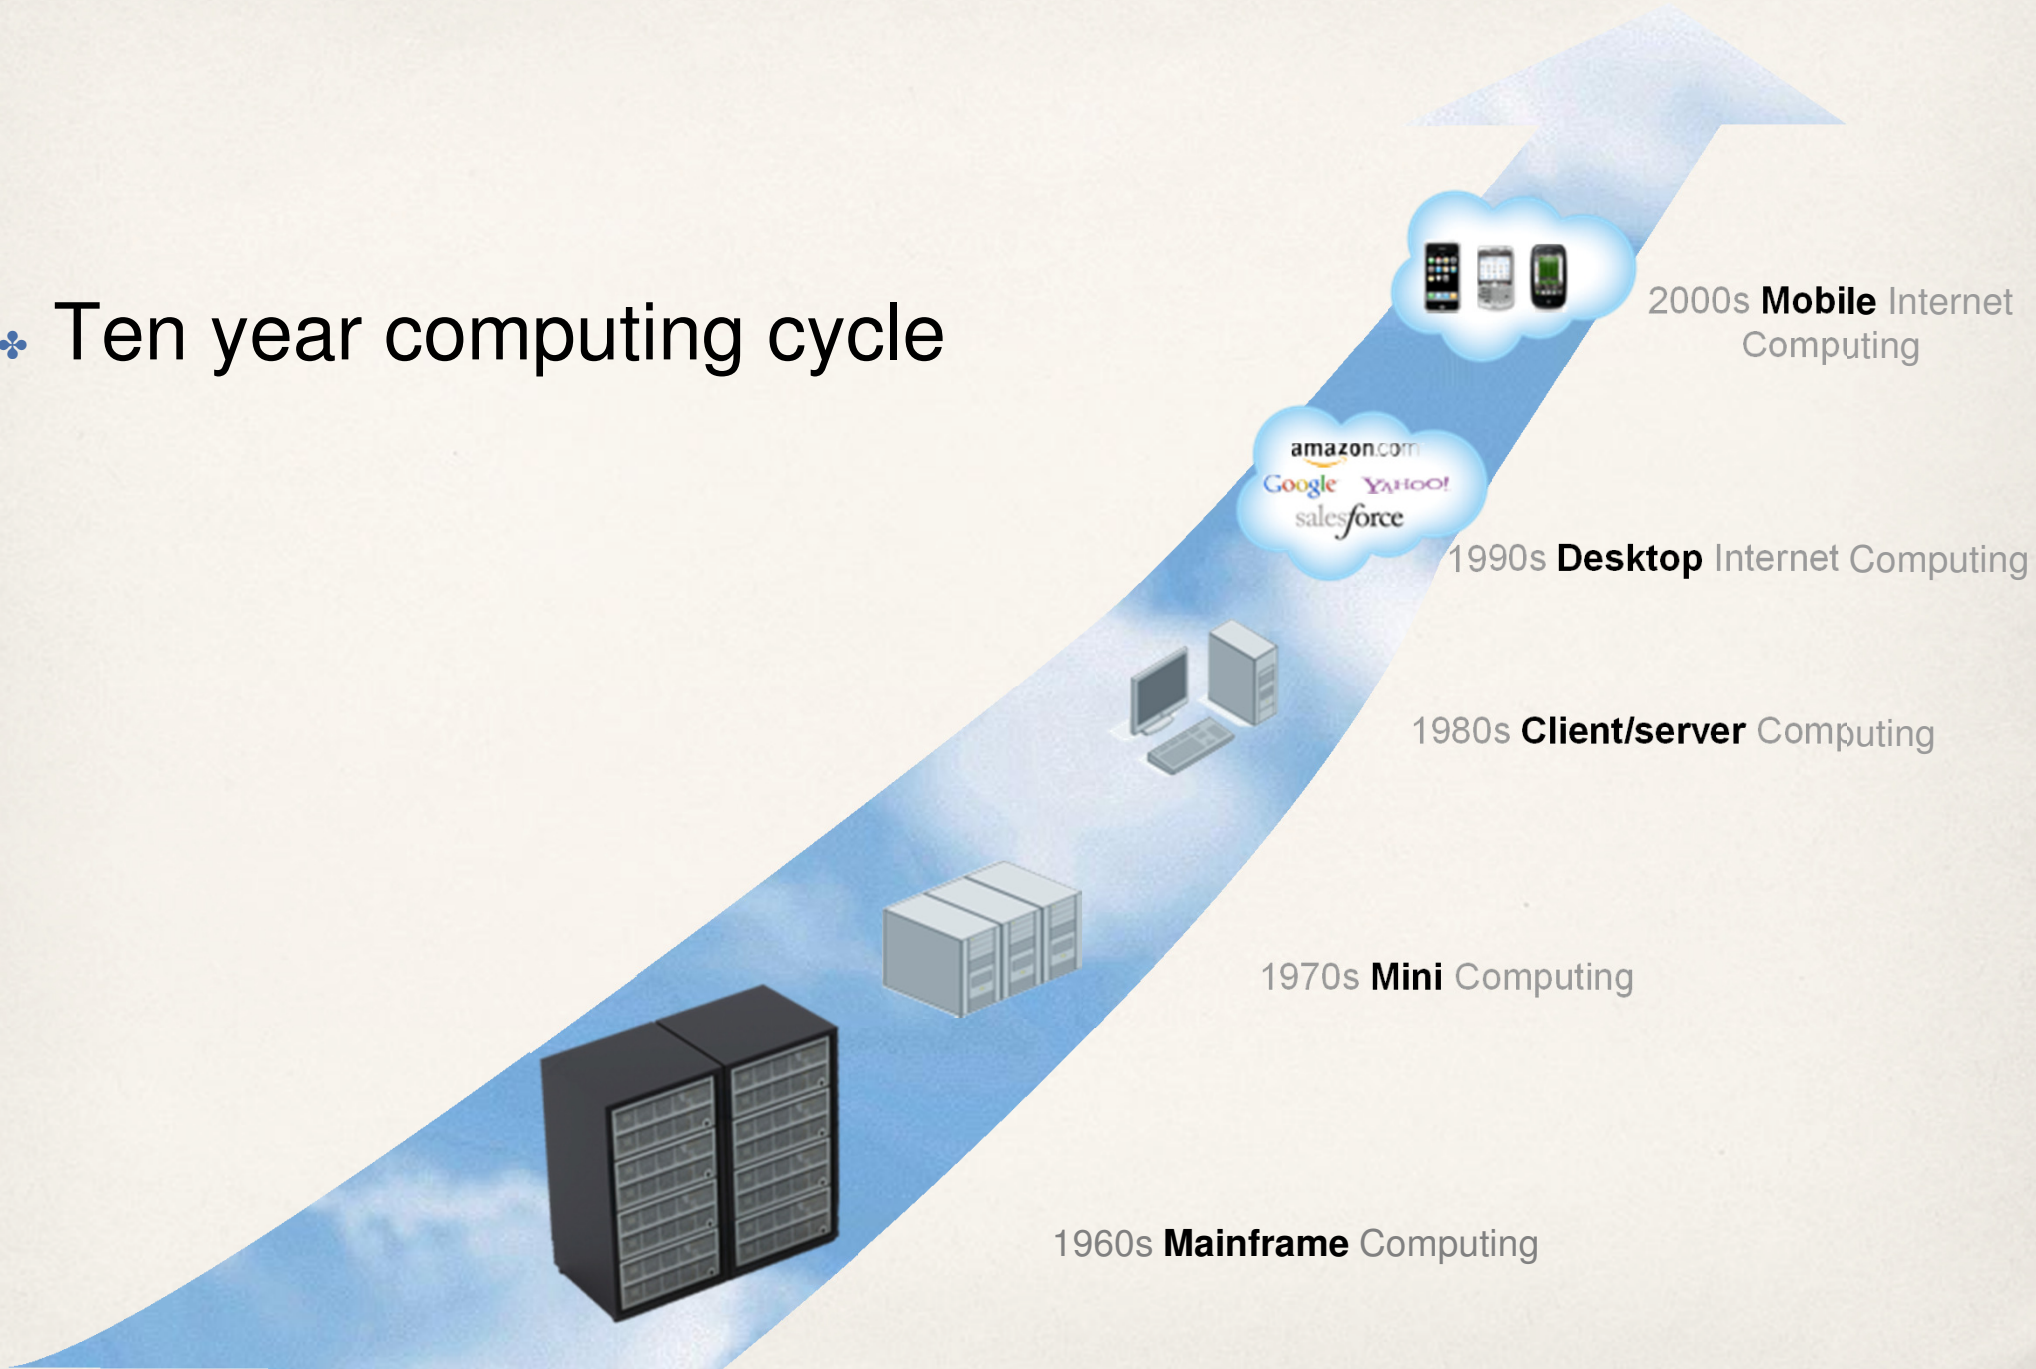 Ten year computing cycle
2000s Mobile Internet
Computing
amazon.com
Google YAHOO!
salesforce
1990s Desktop Internet Computing
1980s Client/server Computing
1970s Mini Computing
1960s Mainframe Computing